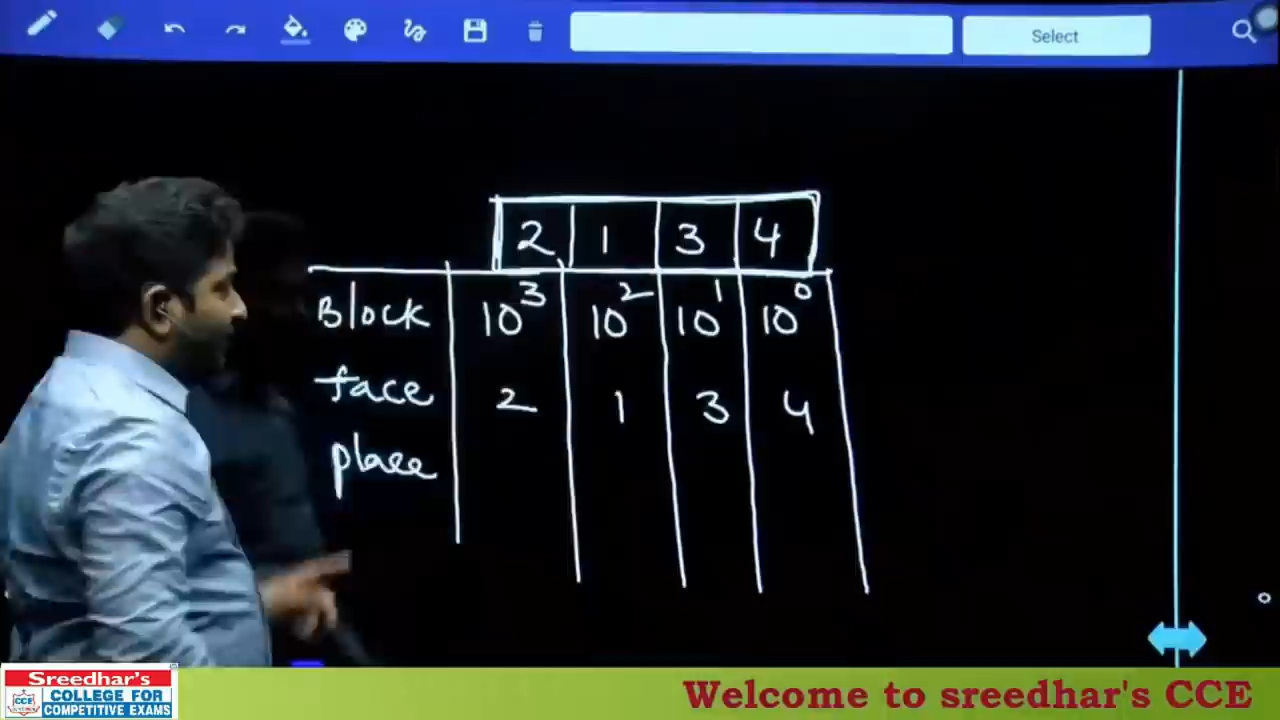 Select
2 1 3 4
Block 10³ 10² 10¹ 10⁰
face 2 1 3 4
place
Sreedhar's
CCE
COLLEGE FOR
COMPETITIVE EXAMS
Welcome to sreedhar's CCE